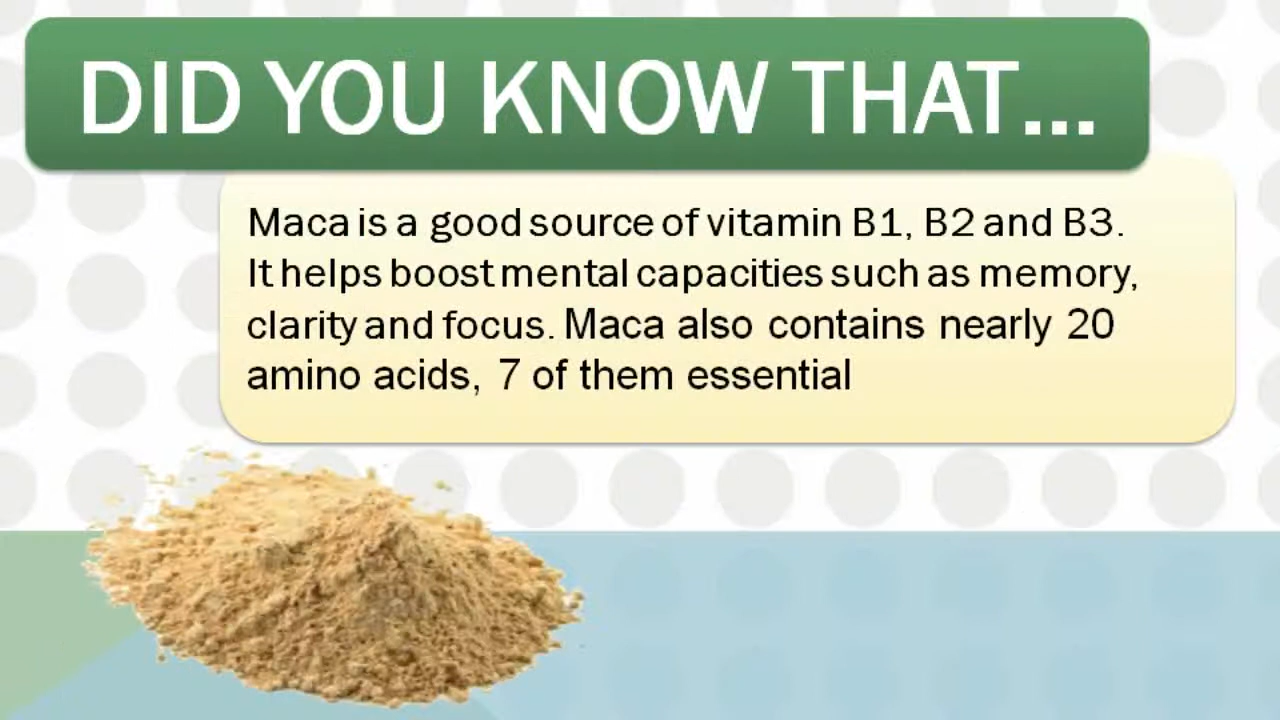 DID YOU KNOW THAT...
Maca is a good source of vitamin B1, B2 and B3.
It helps boost mental capacities such as memory,
clarity and focus. Maca also contains nearly 20
amino acids, 7 of them essential